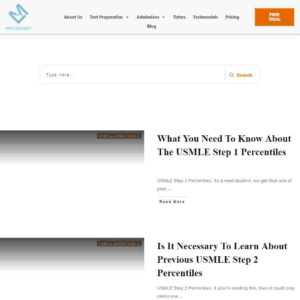 About Us
Test Preparation
Admissions
Tutors
Testimonials
Pricing
FREE
TRIAL
Blog
Type Here...
Search
What You Need To Know About
The USMLE Step 1 Percentiles
USMLE Step 1 Percentiles: As a med student, we get that one of
your...
Read More
Is It Necessary To Learn About
Previous USMLE Step 2
Percentiles
USMLE Step 2 Percentiles: If you're reading this, then it could only
mean one...